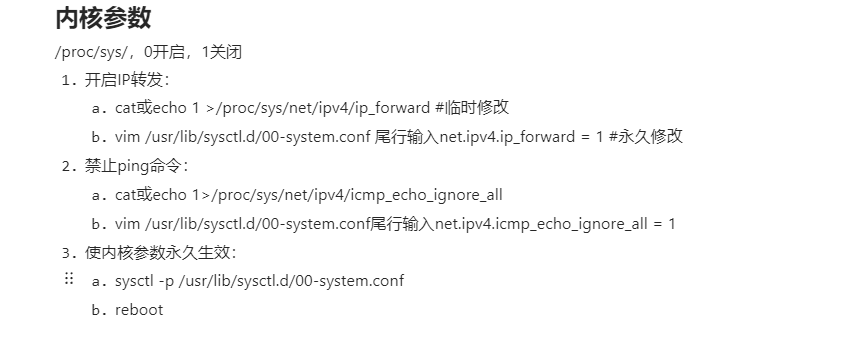 内核参数
/proc/sys/，0开启，1关闭
1. 开启IP转发：
a. cat或echo 1 >/proc/sys/net/ipv4/ip_forward #临时修改
b. vim /usr/lib/sysctl.d/00-system.conf 尾行输入net.ipv4.ip_forward = 1 #永久修改
2. 禁止ping命令：
a. cat或echo 1>/proc/sys/net/ipv4/icmp_echo_ignore_all
b. vim /usr/lib/sysctl.d/00-system.conf尾行输入net.ipv4.icmp_echo_ignore_all = 1
3. 使内核参数永久生效：
a. sysctl -p /usr/lib/sysctl.d/00-system.conf
b. reboot